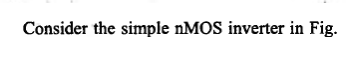 Consider the simple nMOS inverter in Fig.